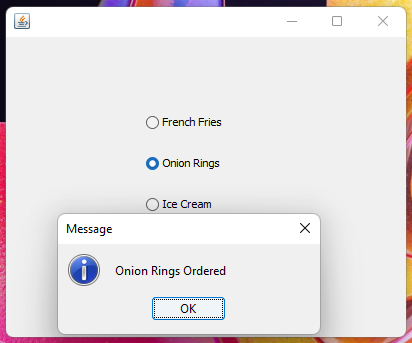 French Fries
Onion Rings
Ice Cream
Message
Onion Rings Ordered
OK